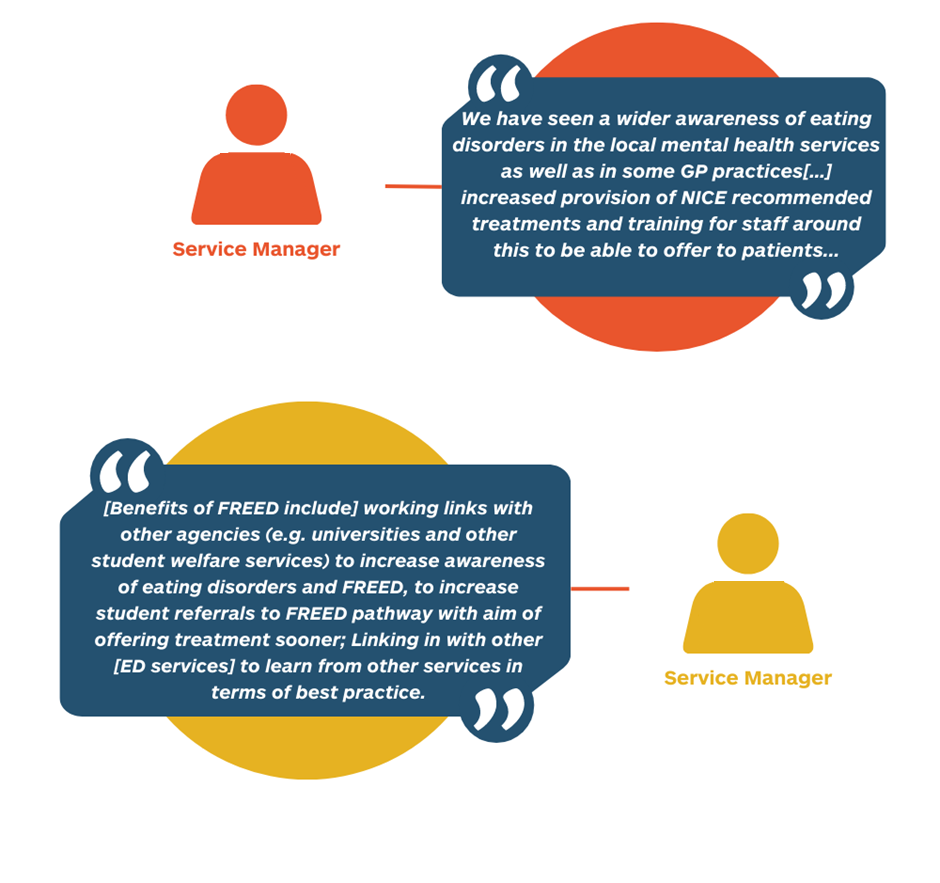 We have seen a wider awareness of eating
disorders in the local mental health services
as well as in some GP practices[...]
increased provision of NICE recommended
treatments and training for staff around
this to be able to offer to patients...
Service Manager
[Benefits of FREED include] working links with
other agencies (e.g. universities and other
student welfare services) to increase awareness
of eating disorders and FREED, to increase
student referrals to FREED pathway with aim of
offering treatment sooner; Linking in with other
[ED services] to learn from other services in
terms of best practice.
Service Manager